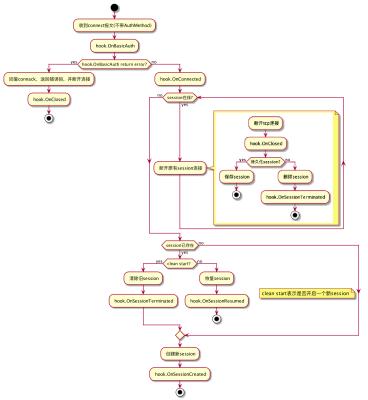 收到connect报文(不带AuthMethod)
hook.OnBasicAuth
yes
hook.OnBasicAuth return error?
no
回复connack，返回错误码，并断开连接
hook.OnClosed
hook.OnConnected
no
session在线?
yes
断开原有session连接
断开tcp连接
hook.OnClosed
yes
持久化session?
no
保存session
删除session
hook.OnSessionTerminated
session已存在
no
yes
yes
clean start?
no
清除旧session
恢复session
hook.OnSessionTerminated
hook.OnSessionResumed
clean start表示是否开启一个新session
创建新session
hook.OnSessionCreated